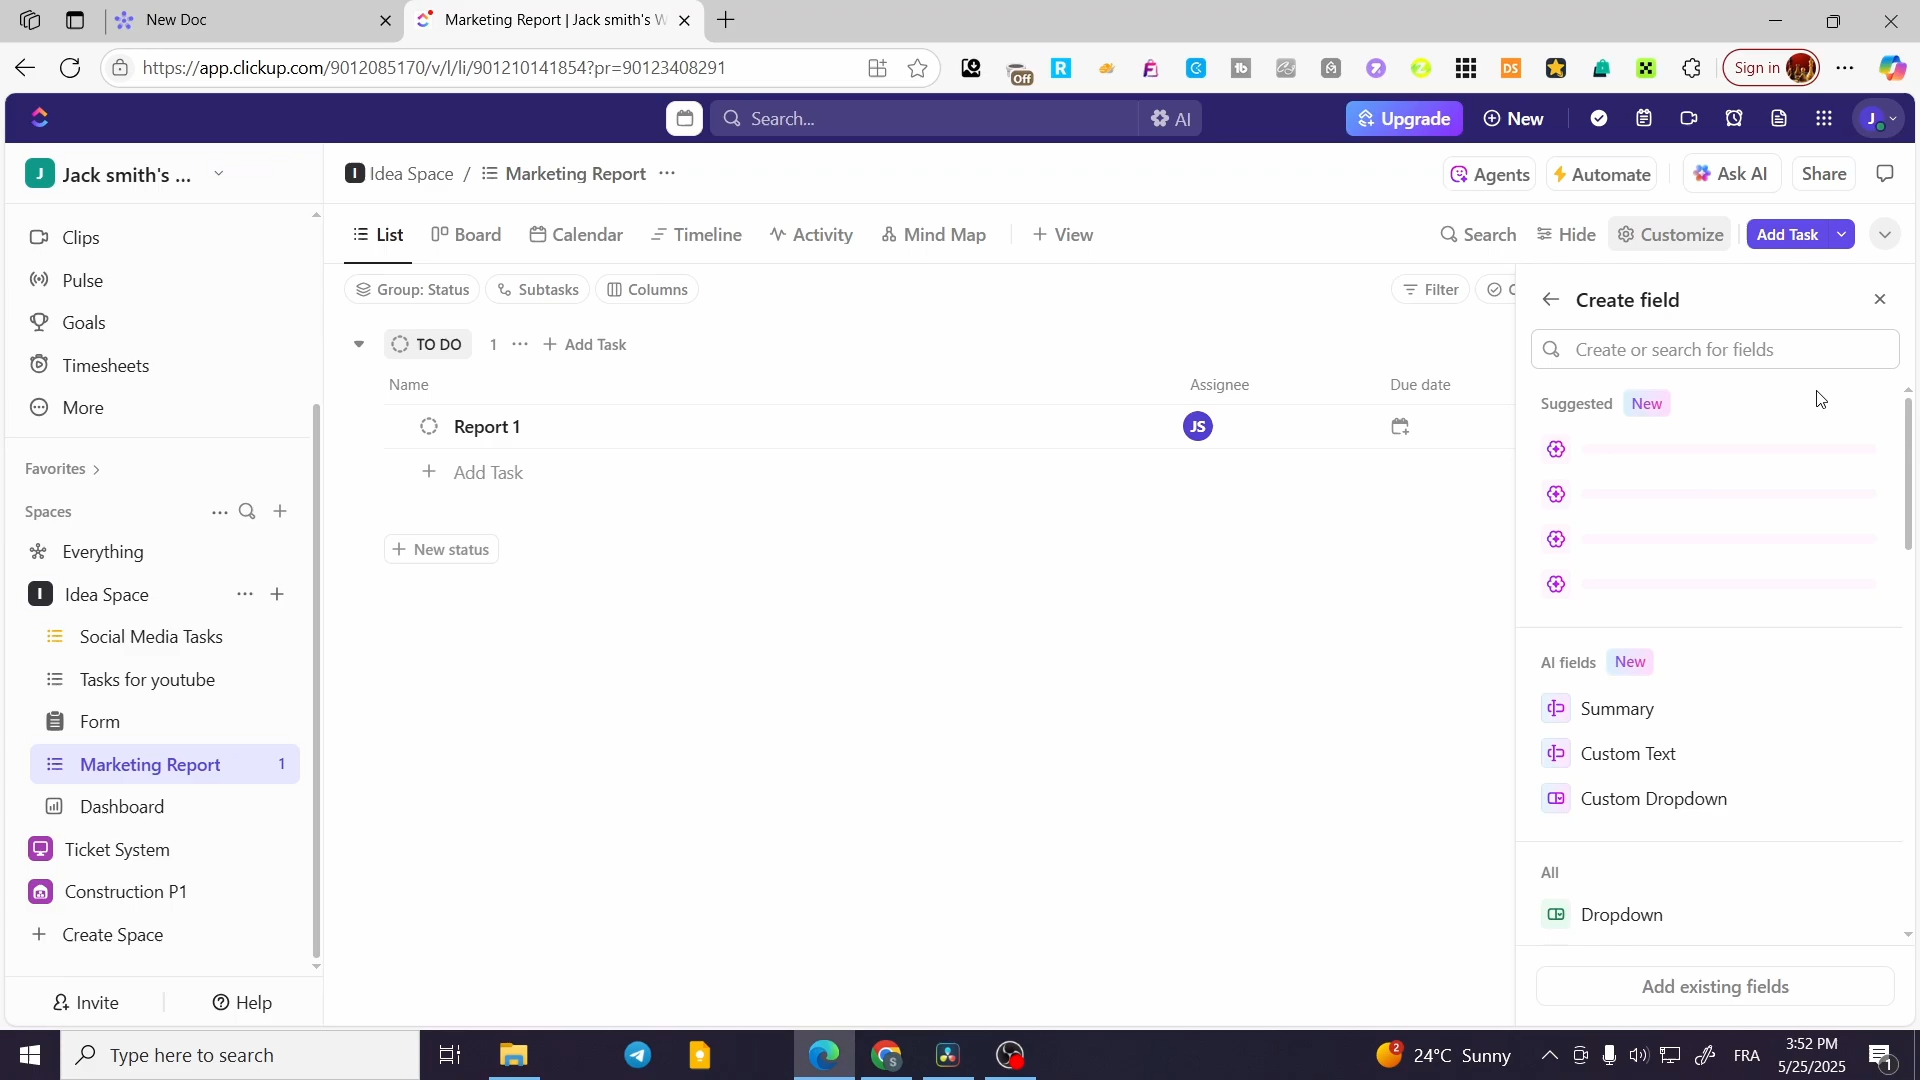 New Doc
Marketing Report | Jack smith's W
https://app.clickup.com/9012085170/v/l/li/901210141854?pr=90123408291
Off
R
tb
DS
Sign in
Search...
AI
Upgrade
New
J
J Jack smith's ...
I Idea Space / Marketing Report ...
Agents
Automate
Ask AI
Share
Clips
Pulse
Goals
Timesheets
More
Favorites
Spaces
Everything
I Idea Space
Social Media Tasks
Tasks for youtube
Form
Marketing Report 1
Dashboard
Ticket System
Construction P1
Create Space
Invite
Help
List
Board
Calendar
Timeline
Activity
Mind Map
View
Search
Hide
Customize
Add Task
Group: Status
Subtasks
Columns
Filter
TO DO 1 ... Add Task
Name
Assignee
Due date
Report 1
JS
Add Task
New status
Create field
Create or search for fields
Suggested New
AI fields New
Summary
Custom Text
Custom Dropdown
All
Dropdown
Add existing fields
Type here to search
S
2
24°C Sunny
FRA
3:52 PM
5/25/2025
1